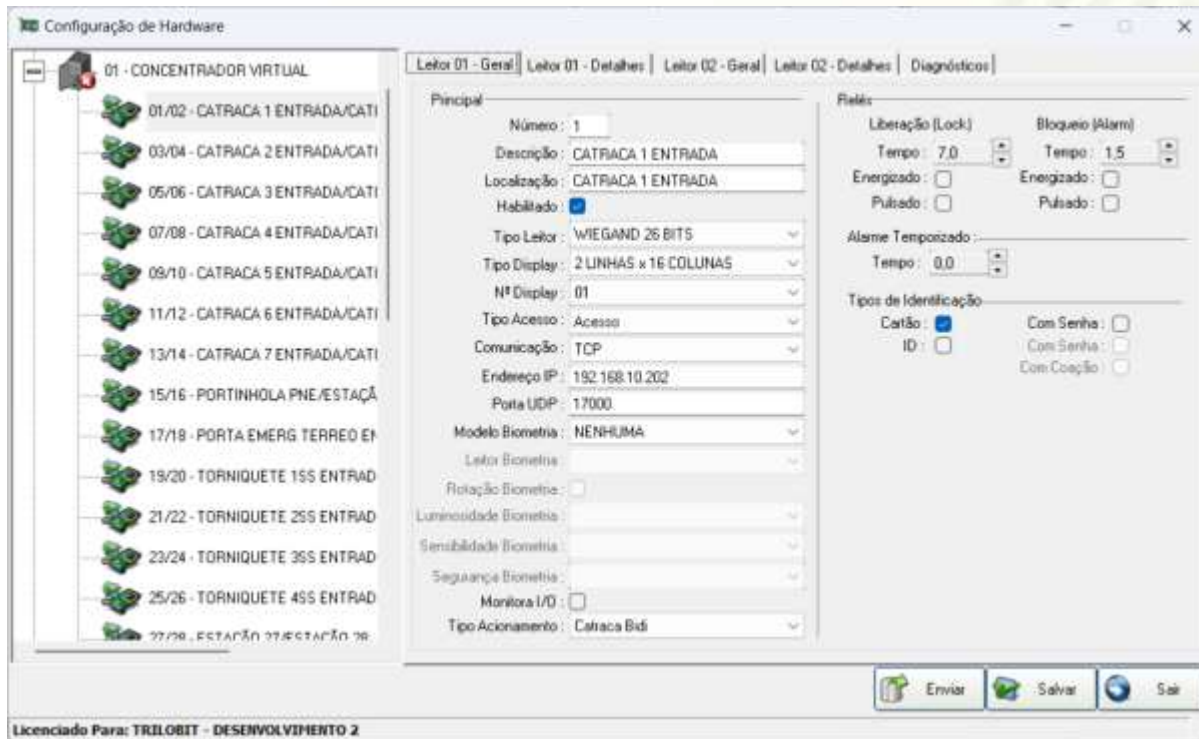 Configuração de Hardware
01 - CONCENTRADOR VIRTUAL
01/02 - CATRACA 1 ENTRADA/CATI
03/04 - CATRACA 2 ENTRADA/CATI
05/06 - CATRACA 3 ENTRADA/CATI
07/08 - CATRACA 4 ENTRADA/CATI
09/10 - CATRACA 5 ENTRADA/CATI
11/12 - CATRACA 6 ENTRADA/CATI
13/14 - CATRACA 7 ENTRADA/CATI
15/16 - PORTINHOLA PNE/ESTAÇÃ
17/18 - PORTA EMERG TERREO EN
19/20 - TORNIQUETE 1SS ENTRAD
21/22 - TORNIQUETE 2SS ENTRAD
23/24 - TORNIQUETE 3SS ENTRAD
25/26 - TORNIQUETE 4SS ENTRAD
27/28 - ESTAÇÃO 27/ESTAÇÃO 28
Leitor 01 - Geral Leitor 01 - Detalhes Leitor 02 - Geral Leitor 02 - Detalhes Diagnósticos
Principal
Número : 1
Descrição : CATRACA 1 ENTRADA
Localização : CATRACA 1 ENTRADA
Habilitado :
Tipo Leitor : WIEGAND 26 BITS
Tipo Display : 2 LINHAS x 16 COLUNAS
Nº Display : 01
Tipo Acesso : Acesso
Comunicação : TCP
Endereço IP : 192.168.10.202
Porta UDP : 17000
Modelo Biometria : NENHUMA
Leitor Biometria :
Rotação Biometria :
Luminosidade Biometria :
Sensibilidade Biometria :
Segurança Biometria :
Monitora I/O :
Tipo Acionamento : Catraca Bidi
Relés
Liberação (Lock) Bloqueio (Alarm)
Tempo : 7,0 Tempo : 1,5
Energizado : Energizado :
Pulsado : Pulsado :
Alarme Temporizado :
Tempo : 0,0
Tipos de Identificação
Cartão : Com Senha :
ID : Com Senha :
Com Coação :
Enviar Salvar Sair
Licenciado Para: TRILOBIT - DESENVOLVIMENTO 2